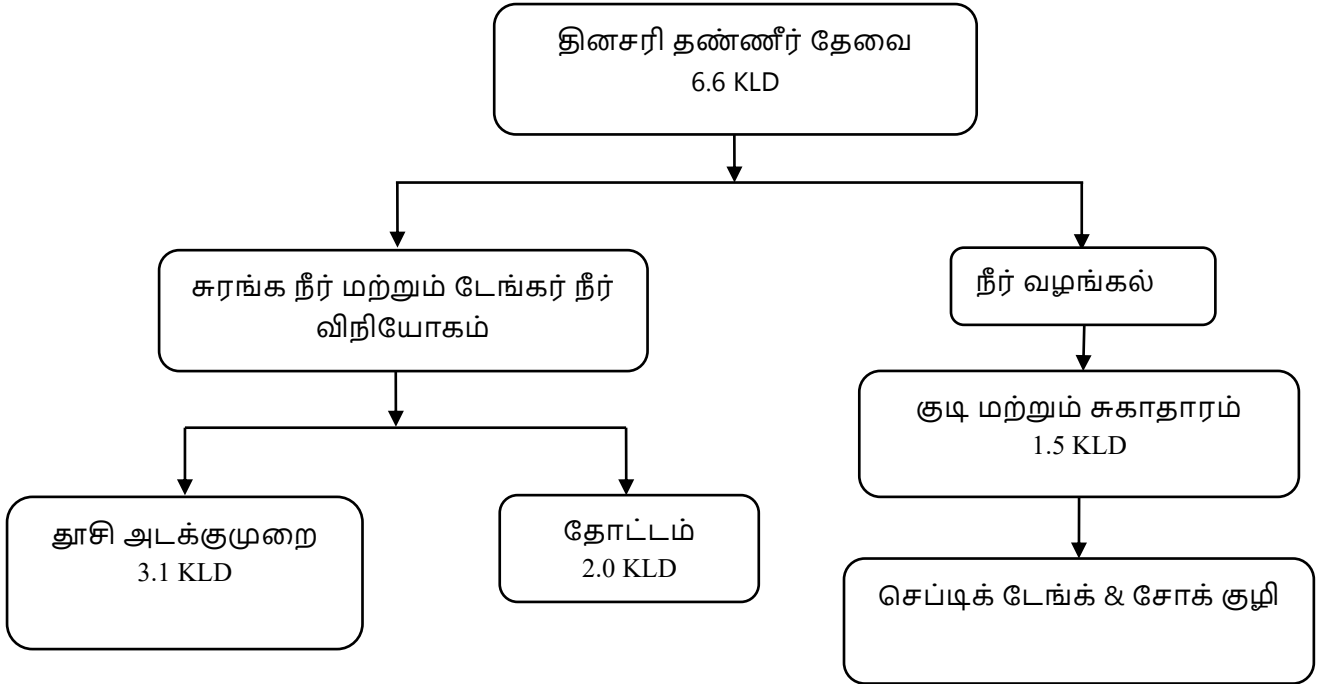 தினசரி தண்ணீர் தேவை
6.6 KLD
சுரங்க நீர் மற்றும் டேங்கர் நீர்
விநியோகம்
நீர் வழங்கல்
குடி மற்றும் சுகாதாரம்
1.5 KLD
தூசி அடக்குமுறை
3.1 KLD
தோட்டம்
2.0 KLD
செப்டிக் டேங்க் & சோக் குழி